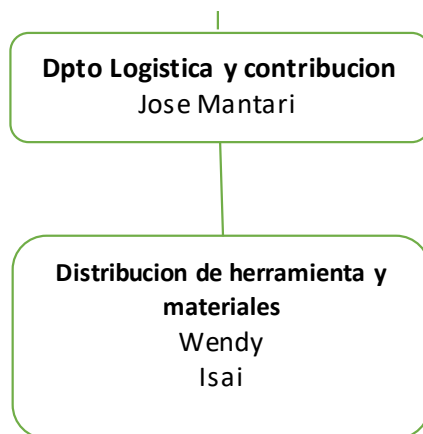 Dpto Logistica y contribucion
Jose Mantari
Distribucion de herramienta y
materiales
Wendy
Isai